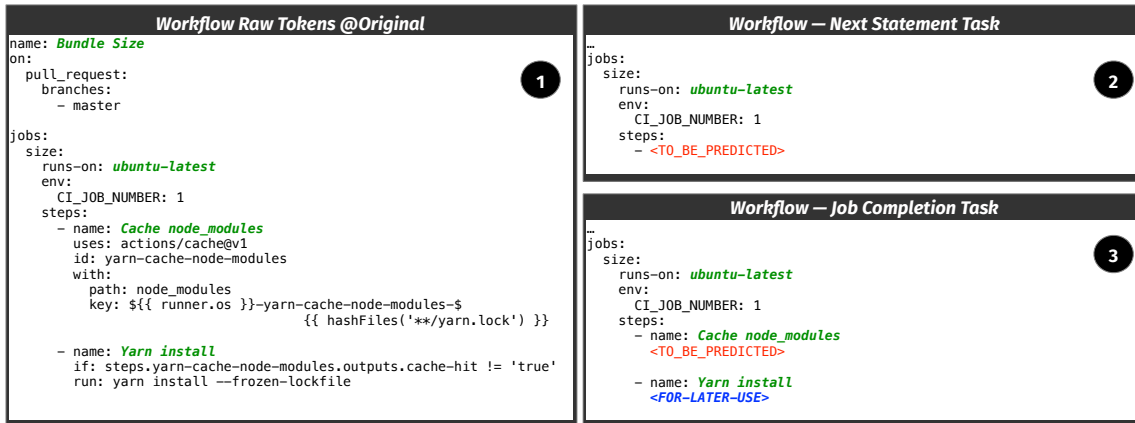 Workflow Raw Tokens @Original
name: Bundle Size
on:
  pull_request:
    branches:
      - master
1
jobs:
  size:
    runs-on: ubuntu-latest
    env:
      CI_JOB_NUMBER: 1
    steps:
      - name: Cache node_modules
        uses: actions/cache@v1
        id: yarn-cache-node-modules
        with:
          path: node_modules
          key: ${{ runner.os }}-yarn-cache-node-modules-$
{{ hashFiles('**/yarn.lock') }}
      - name: Yarn install
        if: steps.yarn-cache-node-modules.outputs.cache-hit != 'true'
        run: yarn install --frozen-lockfile
Workflow — Next Statement Task
…
jobs:
  size:
    runs-on: ubuntu-latest
    env:
      CI_JOB_NUMBER: 1
    steps:
      - <TO_BE_PREDICTED>
2
Workflow — Job Completion Task
…
jobs:
  size:
    runs-on: ubuntu-latest
    env:
      CI_JOB_NUMBER: 1
    steps:
      - name: Cache node_modules
        <TO_BE_PREDICTED>
      - name: Yarn install
        <FOR-LATER-USE>
3